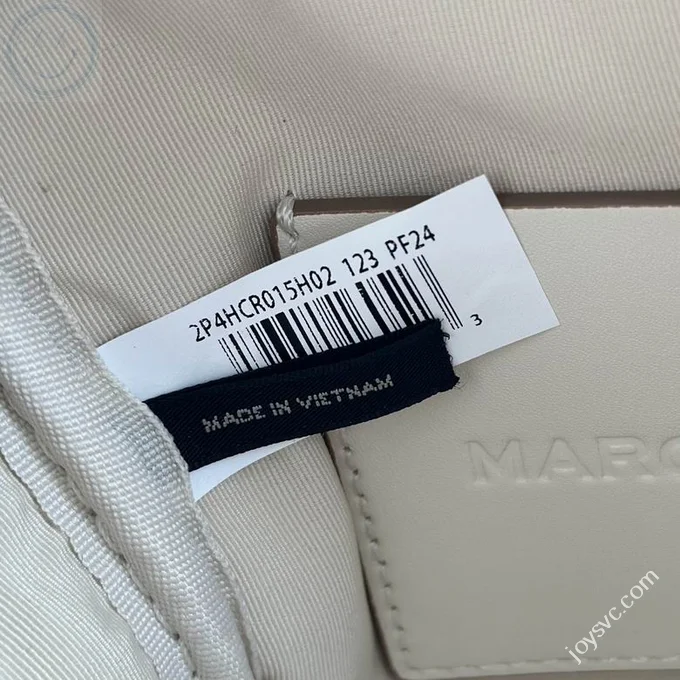 2P4HCR015H02 123 PF24
3
MADE IN VIETNAM
MARC
joysvc.com